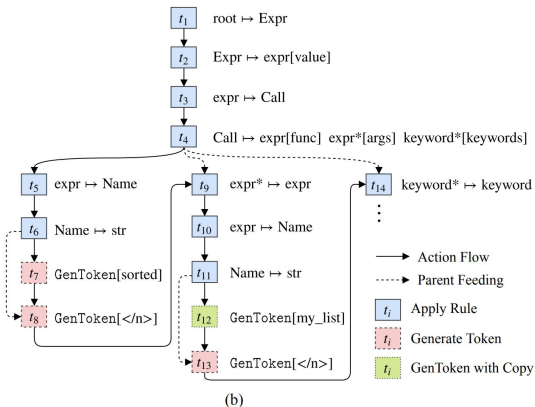 t1 root ↦ Expr
t2 Expr ↦ expr[value]
t3 expr ↦ Call
t4 Call ↦ expr[func] expr*[args] keyword*[keywords]
t5 expr ↦ Name
t6 Name ↦ str
t7 GenToken[sorted]
t8 GenToken[</n>]
t9 expr* ↦ expr
t10 expr ↦ Name
t11 Name ↦ str
t12 GenToken[my_list]
t13 GenToken[</n>]
t14 keyword* ↦ keyword
Action Flow
Parent Feeding
ti Apply Rule
ti Generate Token
ti GenToken with Copy
(b)